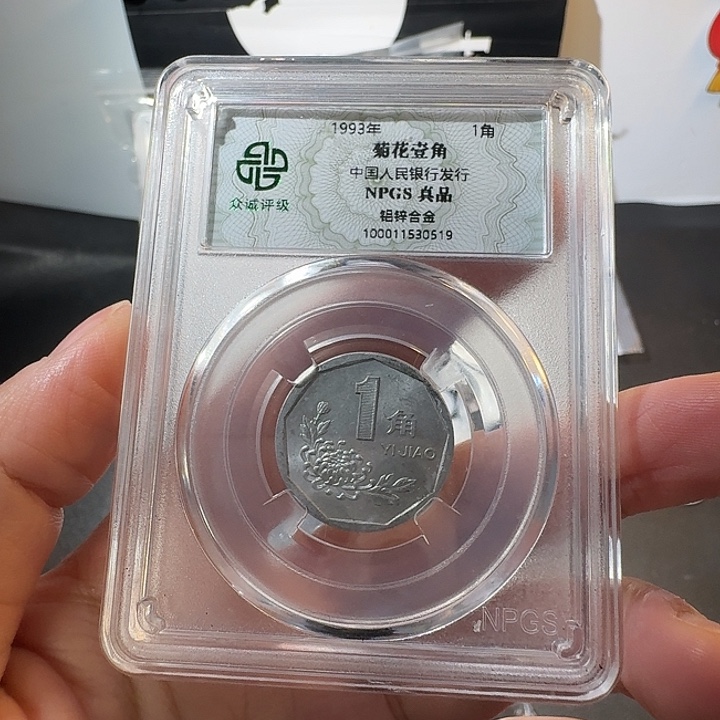 1993年 1角
菊花壹角
中国人民银行发行
NPGS 真品
铝锌合金
100011530519
众诚评级
1角
YI JIAO
NPGS